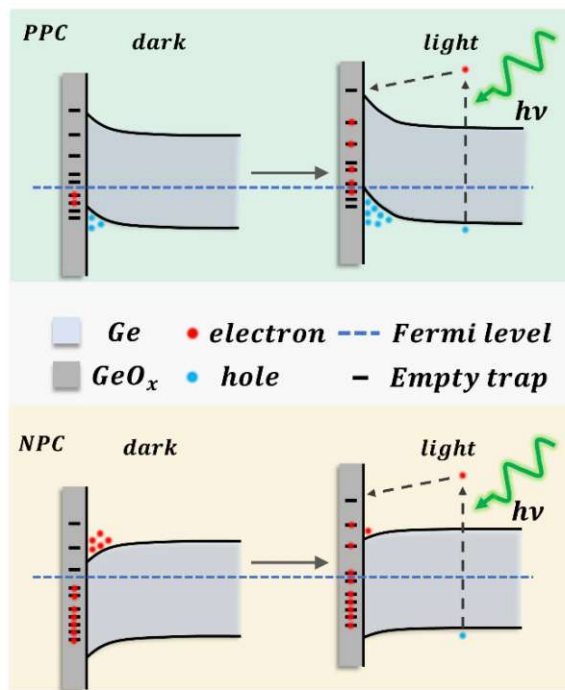 PPC dark light
hν
Ge electron Fermi level
GeOₓ hole Empty trap
NPC dark light
hν